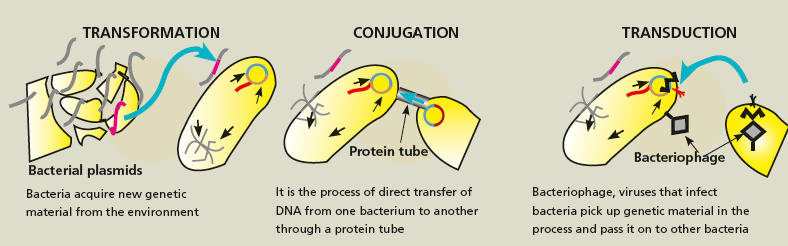 TRANSFORMATION
Bacterial plasmids
Bacteria acquire new genetic
material from the environment
CONJUGATION
Protein tube
It is the process of direct transfer of
DNA from one bacterium to another
through a protein tube
TRANSDUCTION
Bacteriophage
Bacteriophage, viruses that infect
bacteria pick up genetic material in the
process and pass it on to other bacteria